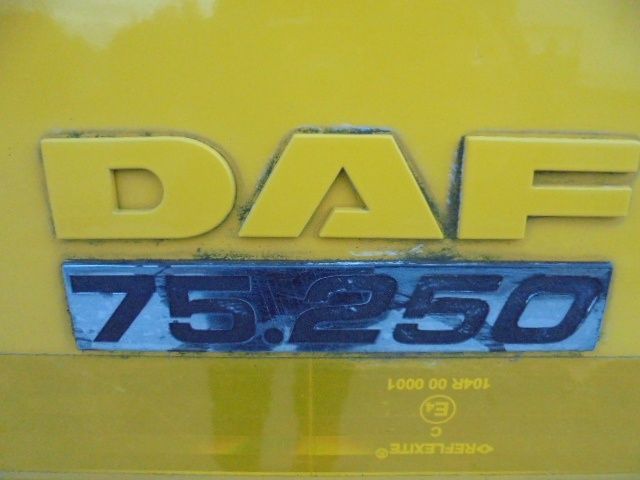 DAF
75.250
104R 00 0001
E4
C
REFLEXITE®